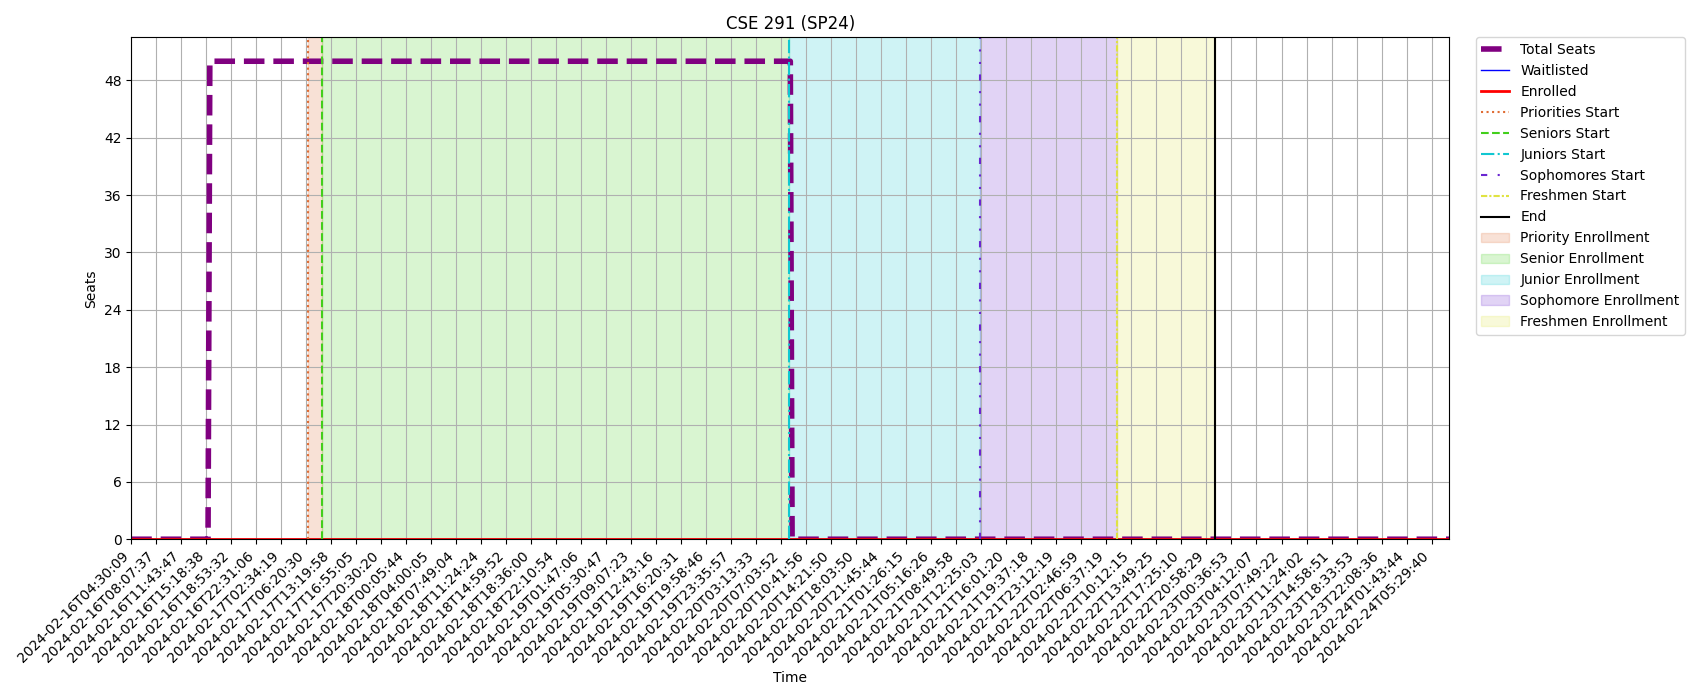 CSE 291 (SP24)
Total Seats
Waitlisted
Enrolled
Priorities Start
Seniors Start
Juniors Start
Sophomores Start
Freshmen Start
End
Priority Enrollment
Senior Enrollment
Junior Enrollment
Sophomore Enrollment
Freshmen Enrollment
Seats
48
42
36
30
24
18
12
6
0
2024-02-16T04:30:09
2024-02-16T08:07:37
2024-02-16T11:43:47
2024-02-16T15:18:38
2024-02-16T18:53:32
2024-02-16T22:31:06
2024-02-17T02:34:19
2024-02-17T06:20:30
2024-02-17T13:19:58
2024-02-17T16:55:05
2024-02-17T20:30:20
2024-02-18T00:05:44
2024-02-18T04:00:05
2024-02-18T07:49:04
2024-02-18T11:24:24
2024-02-18T14:59:52
2024-02-18T18:36:00
2024-02-18T22:10:54
2024-02-19T01:47:06
2024-02-19T05:30:47
2024-02-19T09:07:23
2024-02-19T12:43:16
2024-02-19T16:20:31
2024-02-19T19:58:46
2024-02-19T23:35:57
2024-02-20T03:13:33
2024-02-20T07:03:52
2024-02-20T10:41:56
2024-02-20T14:21:50
2024-02-20T18:03:50
2024-02-20T21:45:44
2024-02-21T01:26:15
2024-02-21T05:16:26
2024-02-21T08:49:58
2024-02-21T12:25:03
2024-02-21T16:01:20
2024-02-21T19:37:18
2024-02-21T23:12:19
2024-02-22T02:46:59
2024-02-22T06:37:19
2024-02-22T10:12:15
2024-02-22T13:49:25
2024-02-22T17:25:10
2024-02-22T20:58:29
2024-02-23T00:36:53
2024-02-23T04:12:07
2024-02-23T07:49:22
2024-02-23T11:24:02
2024-02-23T14:58:51
2024-02-23T18:33:53
2024-02-23T22:08:36
2024-02-24T01:43:44
2024-02-24T05:29:40
Time